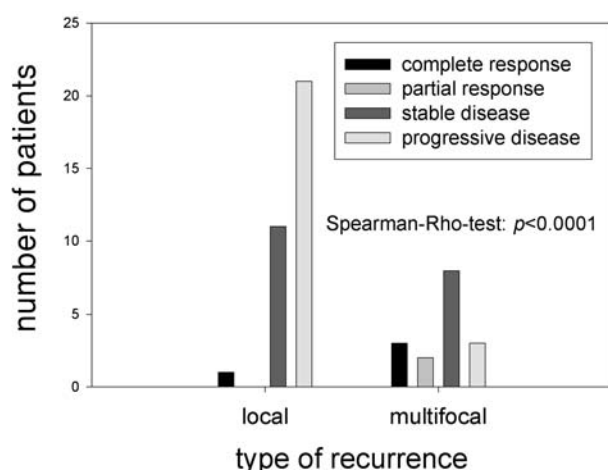 number of patients
25
20
15
10
5
0
complete response
partial response
stable disease
progressive disease
Spearman-Rho-test: p<0.0001
local multifocal
type of recurrence